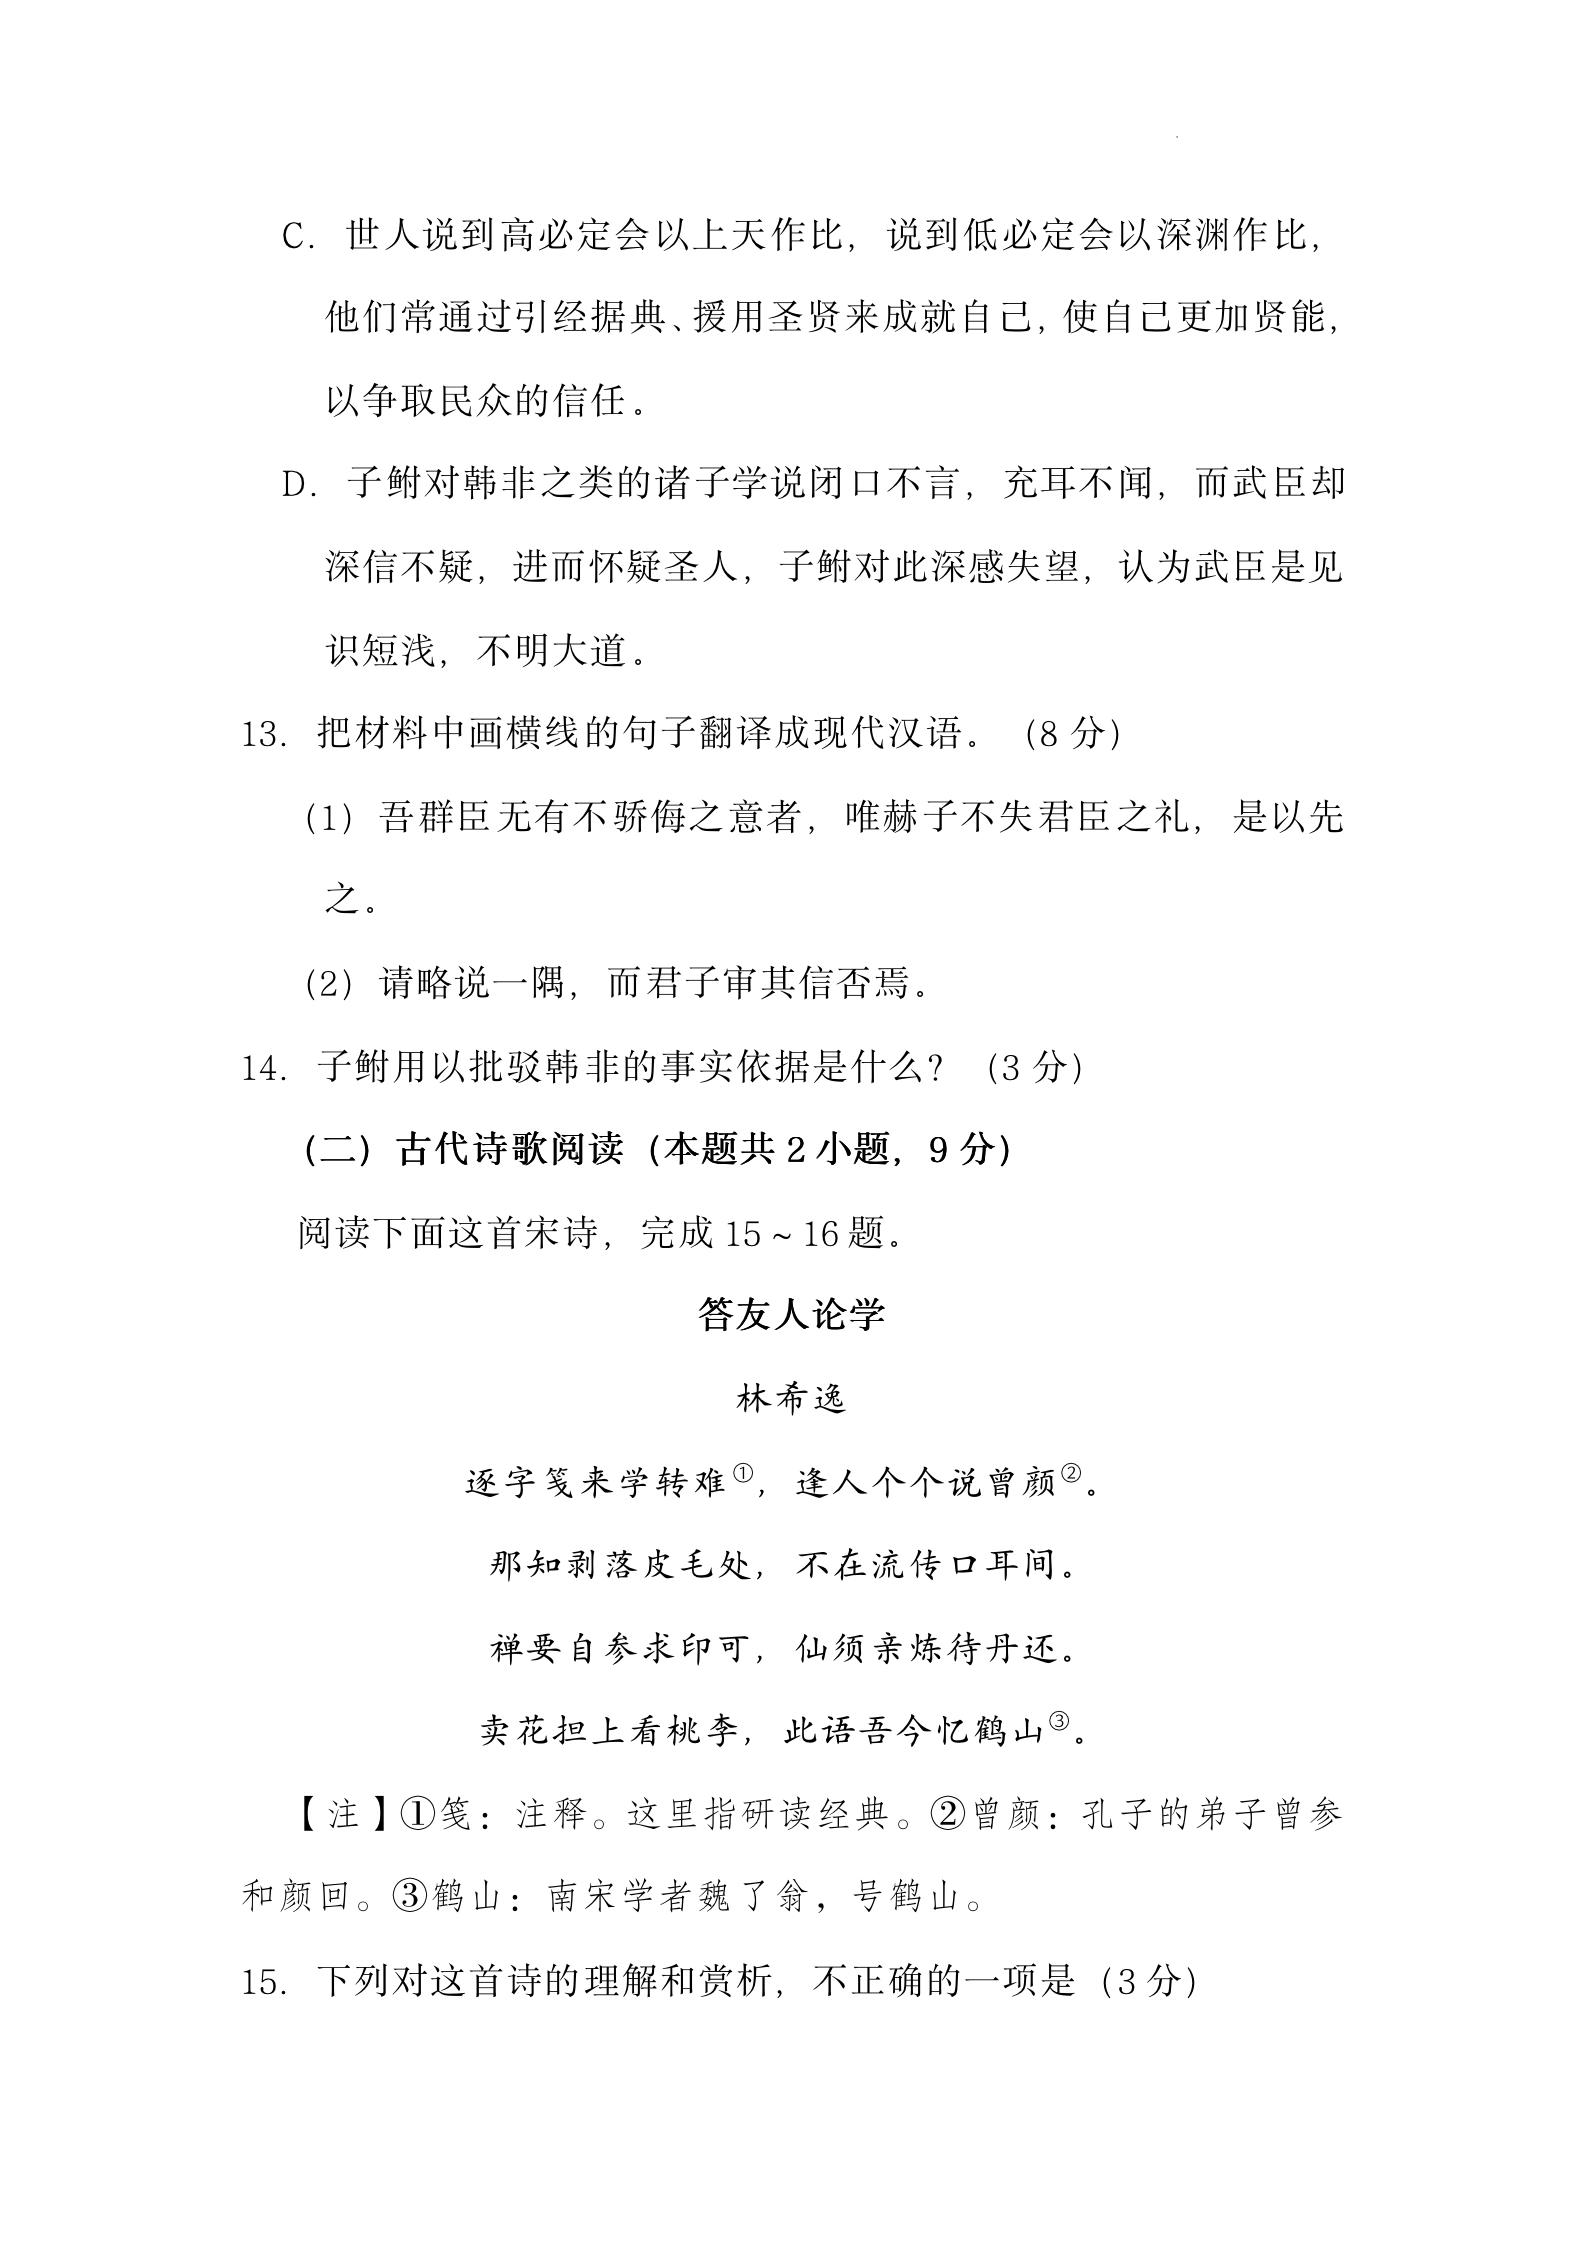 C．世人说到高必定会以上天作比，说到低必定会以深渊作比，
他们常通过引经据典、援用圣贤来成就自己，使自己更加贤能，
以争取民众的信任。
D．子鲋对韩非之类的诸子学说闭口不言，充耳不闻，而武臣却
深信不疑，进而怀疑圣人，子鲋对此深感失望，认为武臣是见
识短浅，不明大道。
13．把材料中画横线的句子翻译成现代汉语。（8 分）
（1）吾群臣无有不骄侮之意者，唯赫子不失君臣之礼，是以先
之。
（2）请略说一隅，而君子审其信否焉。
14．子鲋用以批驳韩非的事实依据是什么？（3 分）
（二）古代诗歌阅读（本题共 2 小题，9 分）
阅读下面这首宋诗，完成 15～16 题。
答友人论学
林希逸
逐字笺来学转难①，逢人个个说曾颜②。
那知剥落皮毛处，不在流传口耳间。
禅要自参求印可，仙须亲炼待丹还。
卖花担上看桃李，此语吾今忆鹤山③。
【注】①笺：注释。这里指研读经典。②曾颜：孔子的弟子曾参
和颜回。③鹤山：南宋学者魏了翁，号鹤山。
15．下列对这首诗的理解和赏析，不正确的一项是（3 分）